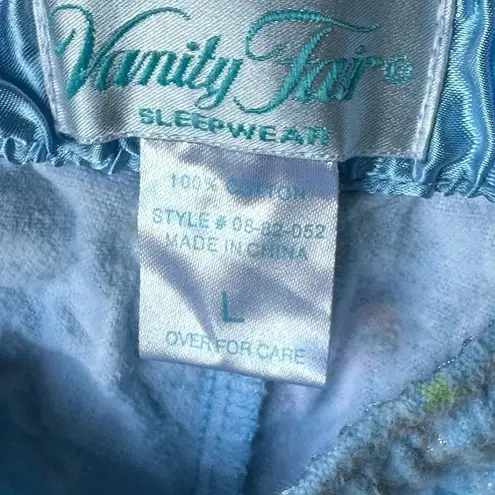 Vanity Fair®
SLEEPWEAR
100% COTTON
STYLE # 08-82-052
MADE IN CHINA
L
OVER FOR CARE